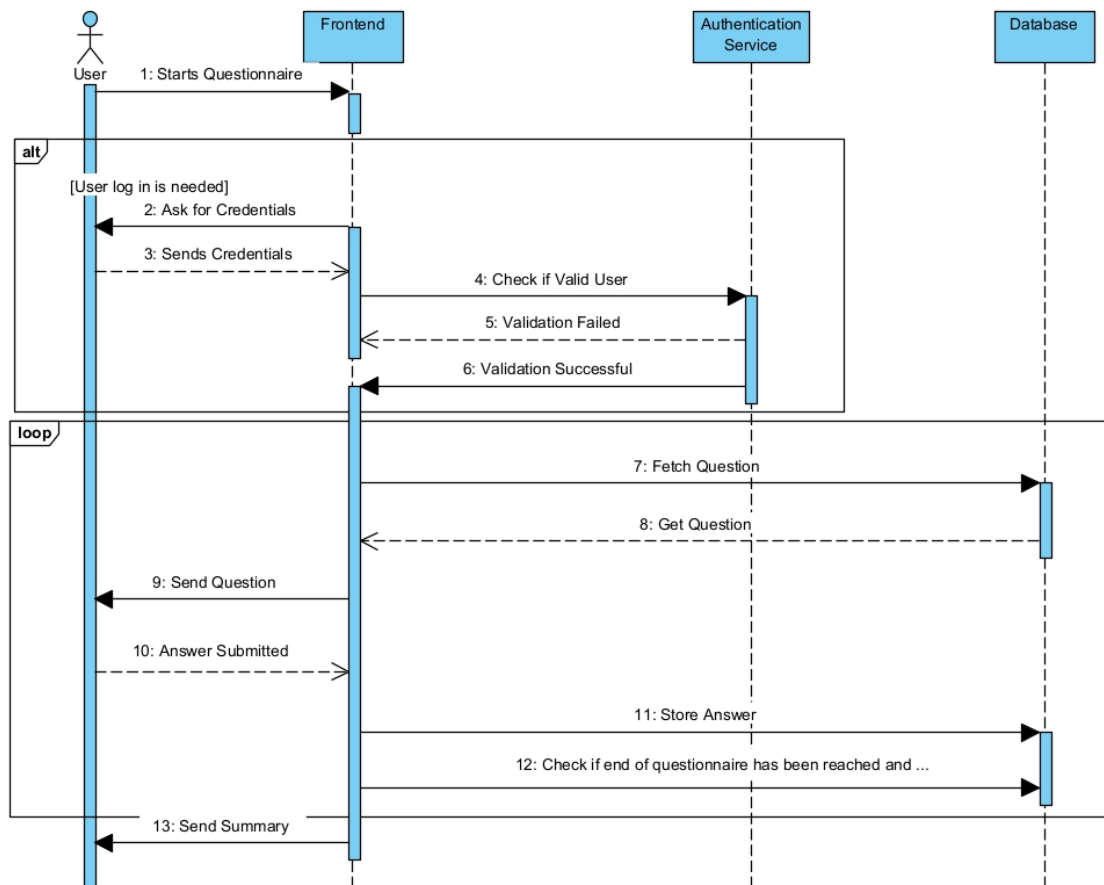 Frontend
Authentication
Service
Database
User
1: Starts Questionnaire
alt
[User log in is needed]
2: Ask for Credentials
3: Sends Credentials
4: Check if Valid User
5: Validation Failed
6: Validation Successful
loop
7: Fetch Question
8: Get Question
9: Send Question
10: Answer Submitted
11: Store Answer
12: Check if end of questionnaire has been reached and ...
13: Send Summary